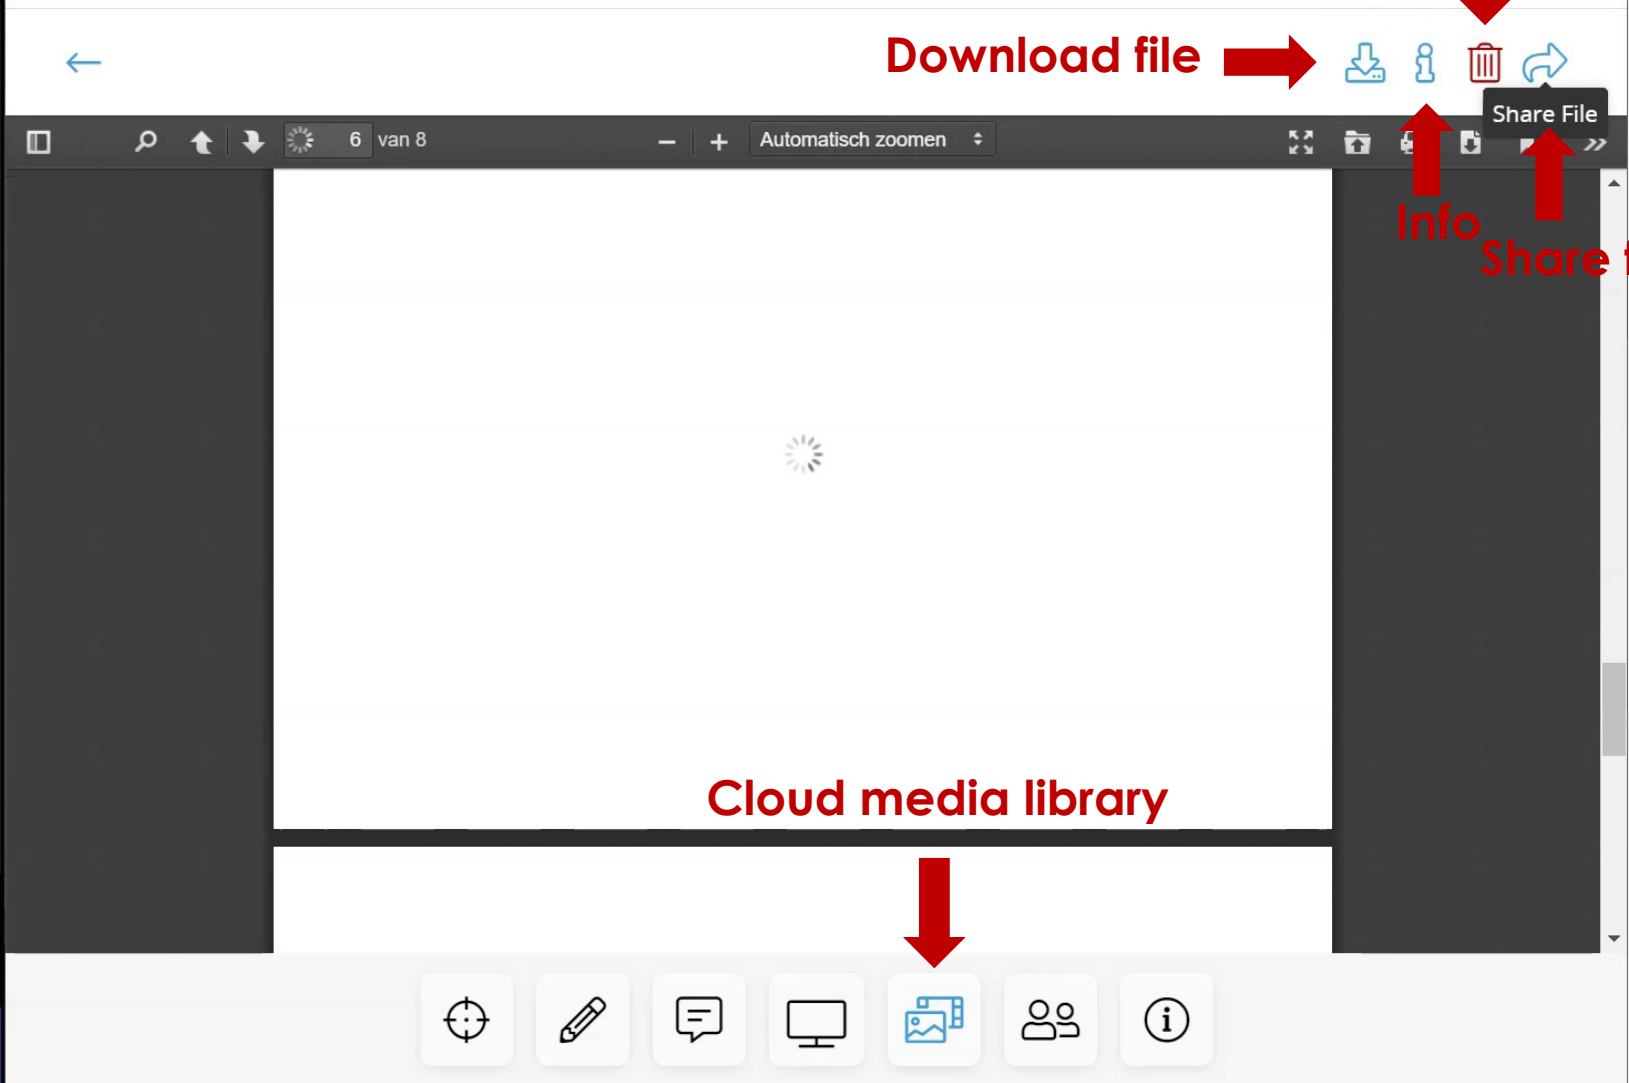 Download file
Share File
6 van 8
Automatisch zoomen
Info
Share
Cloud media library